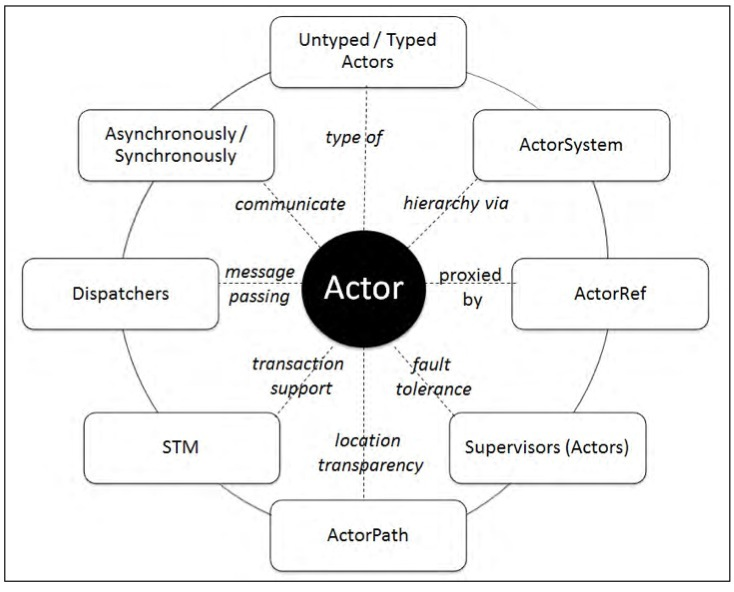 Untyped / Typed
Actors
Asynchronously /
Synchronously
type of
ActorSystem
communicate
hierarchy via
Dispatchers
message
passing
Actor
proxied
by
ActorRef
transaction
support
fault
tolerance
STM
location
transparency
Supervisors (Actors)
ActorPath